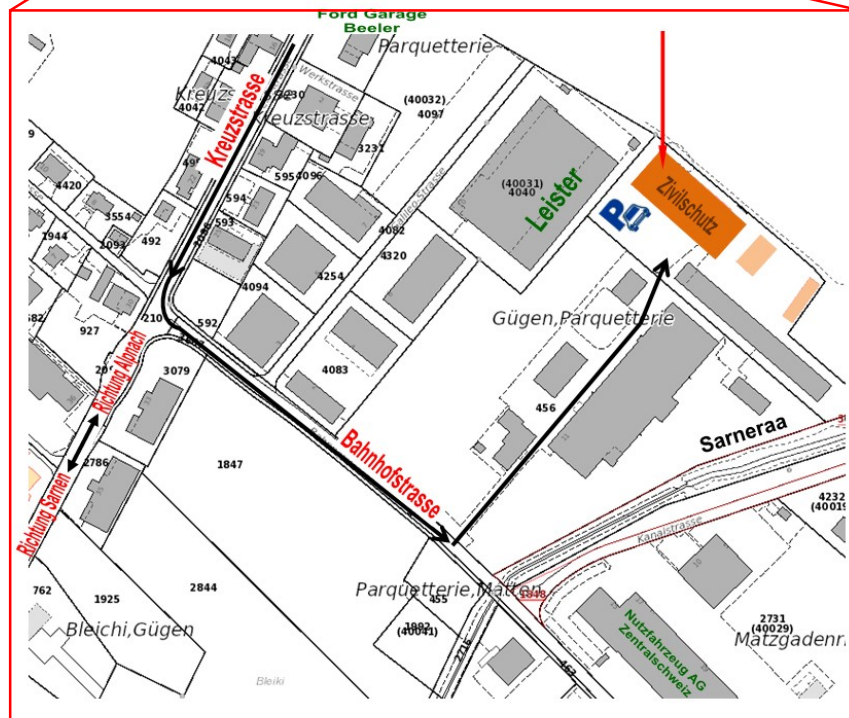 Ford Garage
Beeler
Parquetterie
4043
Werkstrasse
4042
Kreuzstrasse
(40032)
4097
Kreuzstrasse
3231
595
4096
594
593
4420
3554
2093
1944
492
4082
4320
4254
4094
592
(40031)
4040
Leister
Zivilschutz
P
Gügen,Parquetterie
927
210
Richtung Alpnach
3079
4083
456
Bahnhofstrasse
Sarneraa
2786
1847
Richtung Sarnen
Kanalstrasse
4232
762
1925
2844
Parquetterie,Matten
455
1848
Bleichi,Gügen
1992
(40041)
2716
463
Nutzfahrzeug AG
Zentralschweiz
2731
(40029)
Matzgadenr
Bleiki